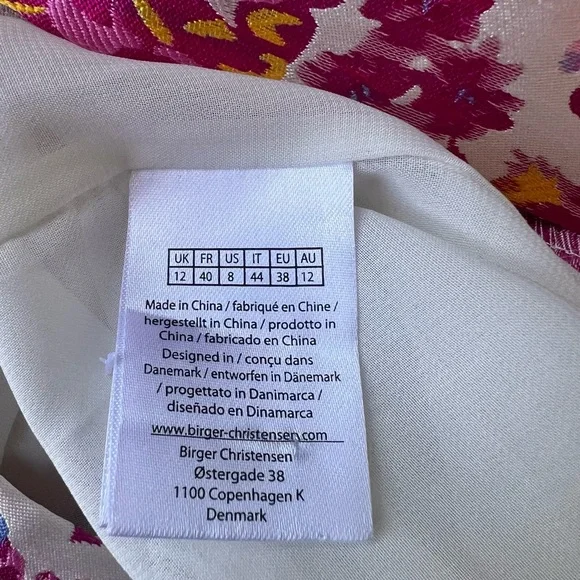 UK FR US IT EU AU
12 40 8 44 38 12
Made in China / fabriqué en Chine /
hergestellt in China / prodotto in
China / fabricado en China
Designed in / conçu dans
Danemark / entworfen in Dänemark
/ progettato in Danimarca /
diseñado en Dinamarca
www.birger-christensen.com
Birger Christensen
Østergade 38
1100 Copenhagen K
Denmark